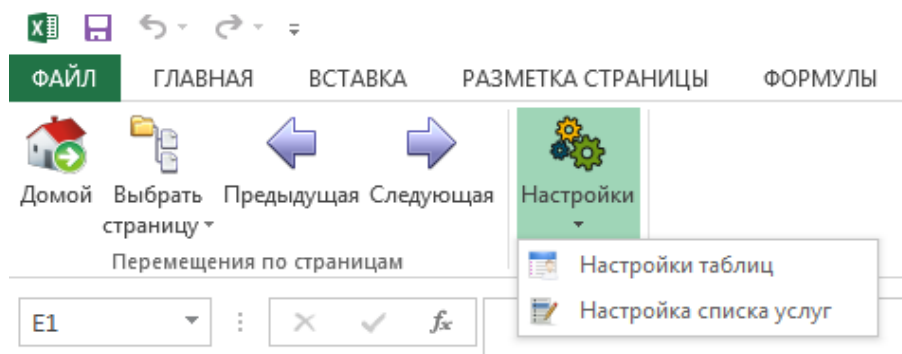 ФАЙЛ ГЛАВНАЯ ВСТАВКА РАЗМЕТКА СТРАНИЦЫ ФОРМУЛЫ
Домой Выбрать Предыдущая Следующая Настройки
страницу
Перемещения по страницам
Настройки таблиц
Настройка списка услуг
E1 fx